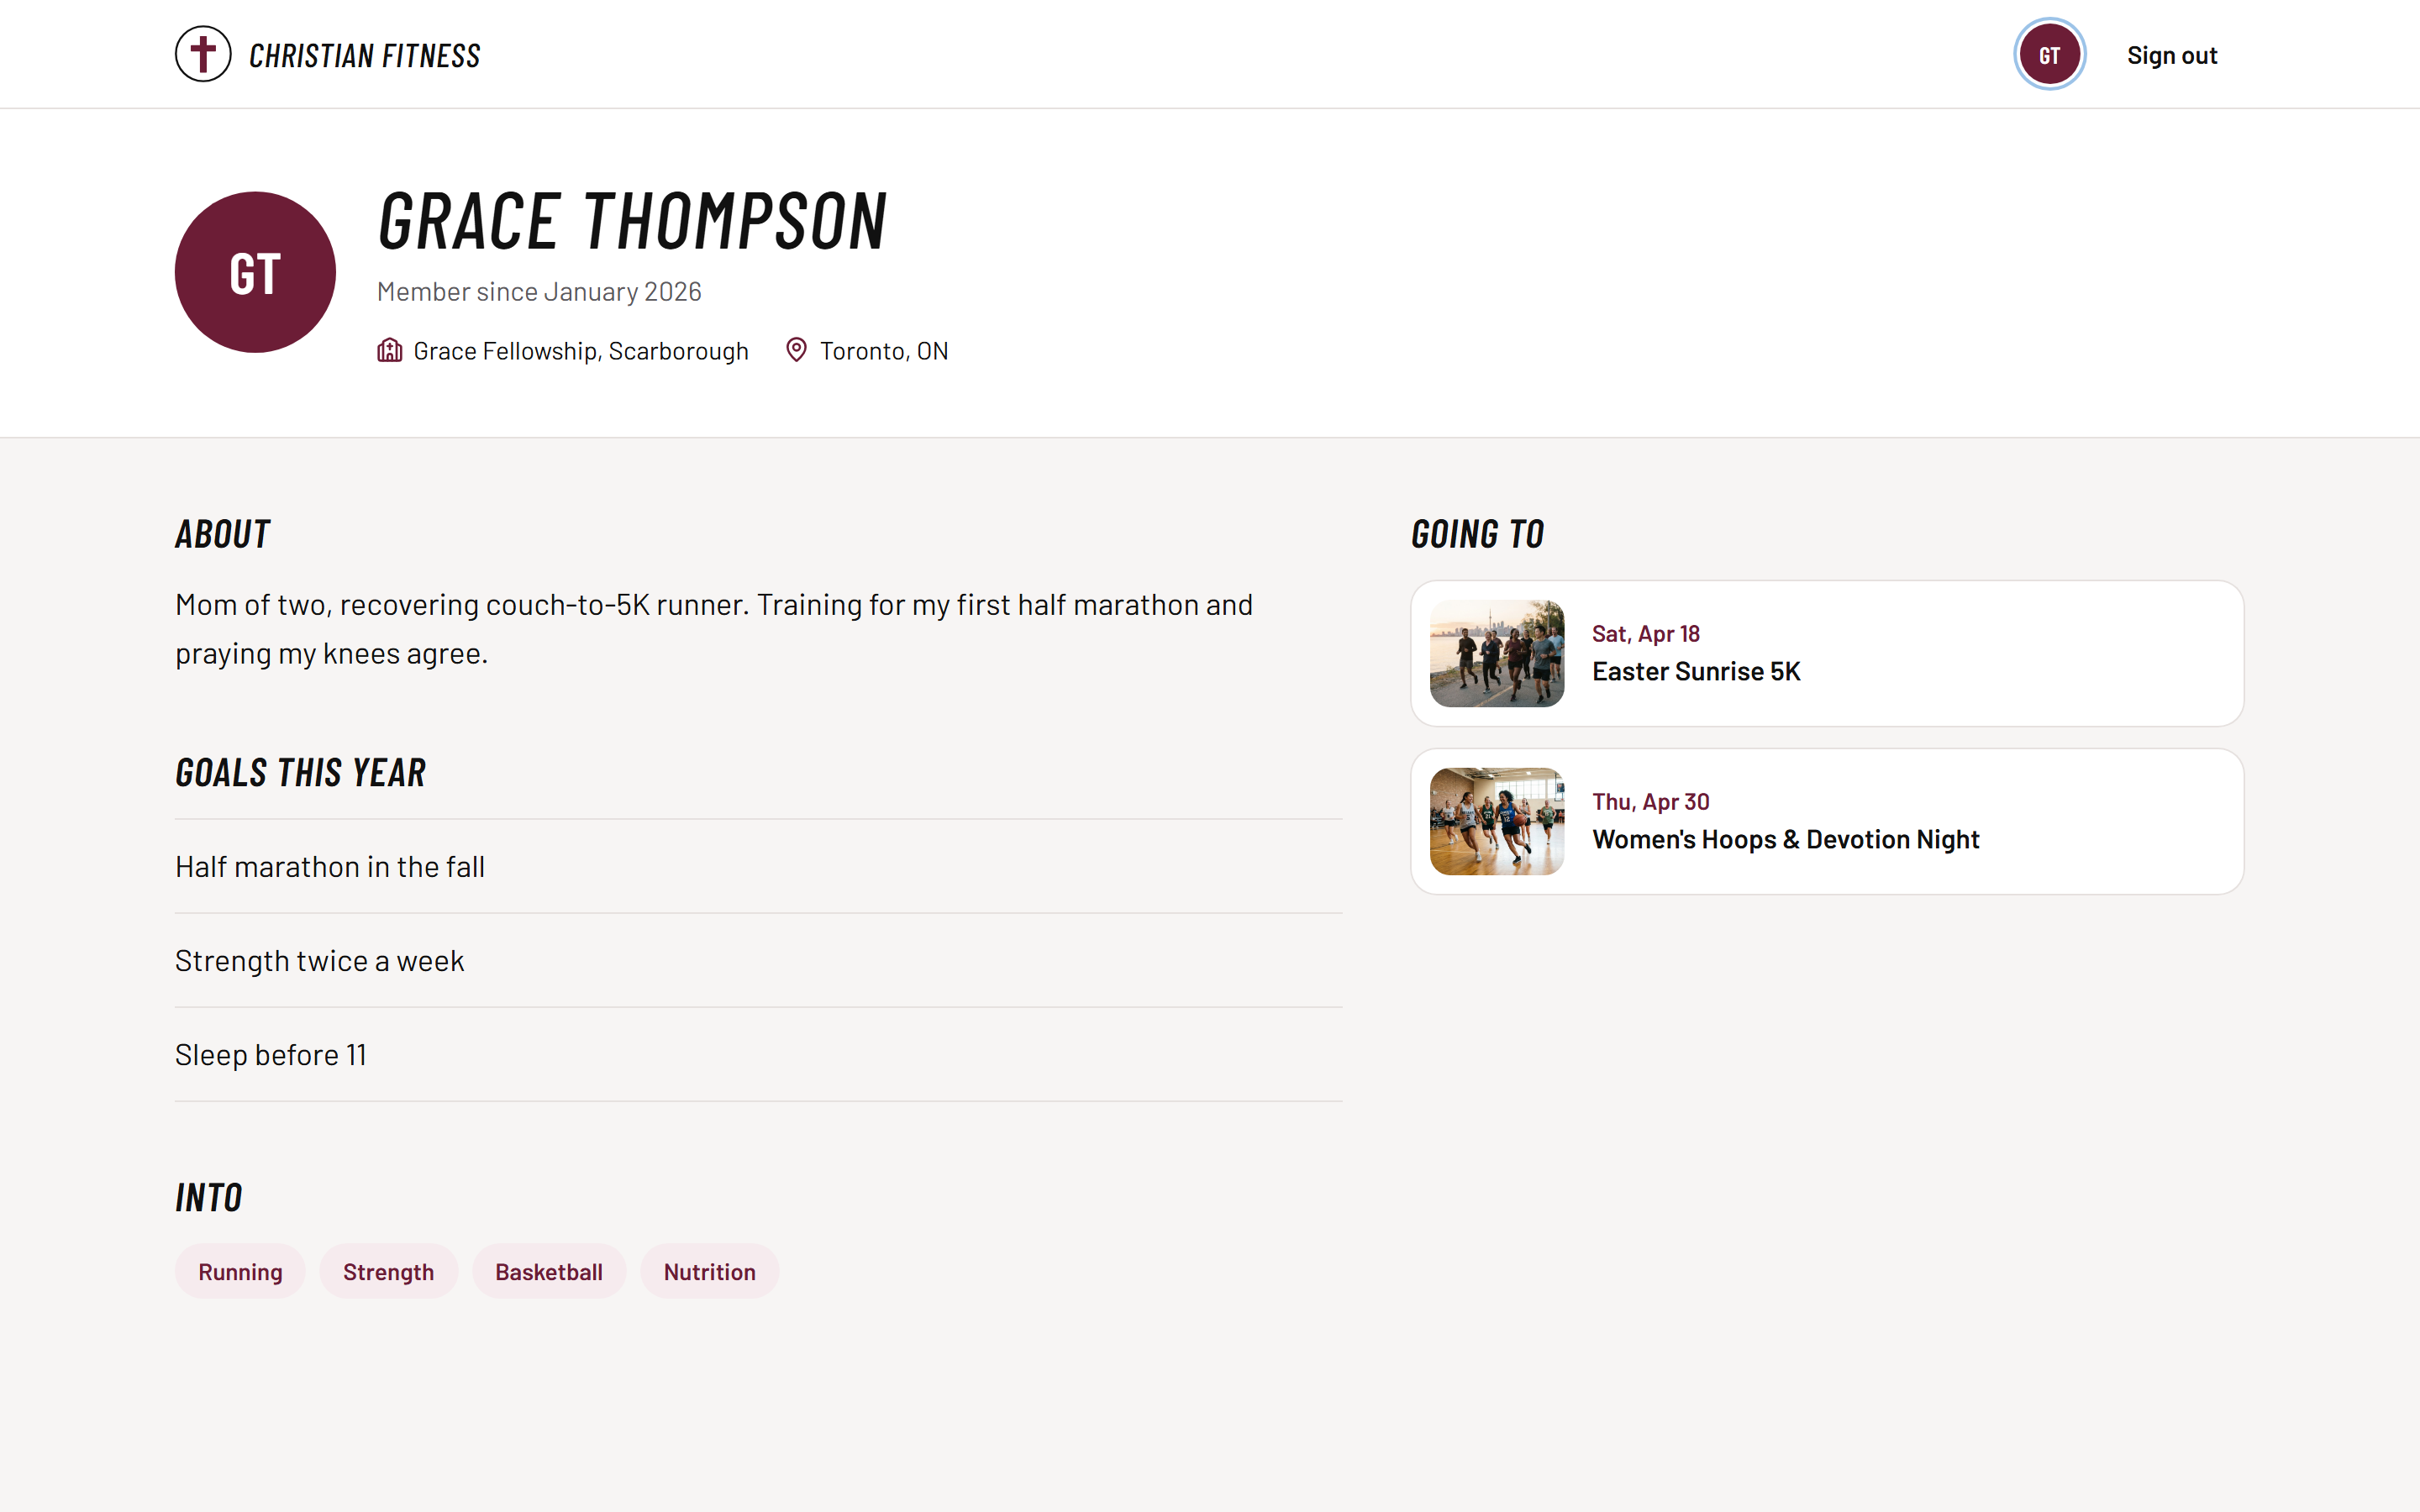 CHRISTIAN FITNESS
GT
Sign out
GT
GRACE THOMPSON
Member since January 2026
Grace Fellowship, Scarborough
Toronto, ON
ABOUT
Mom of two, recovering couch-to-5K runner. Training for my first half marathon and
praying my knees agree.
GOALS THIS YEAR
Half marathon in the fall
Strength twice a week
Sleep before 11
INTO
Running
Strength
Basketball
Nutrition
GOING TO
Sat, Apr 18
Easter Sunrise 5K
Thu, Apr 30
Women's Hoops & Devotion Night